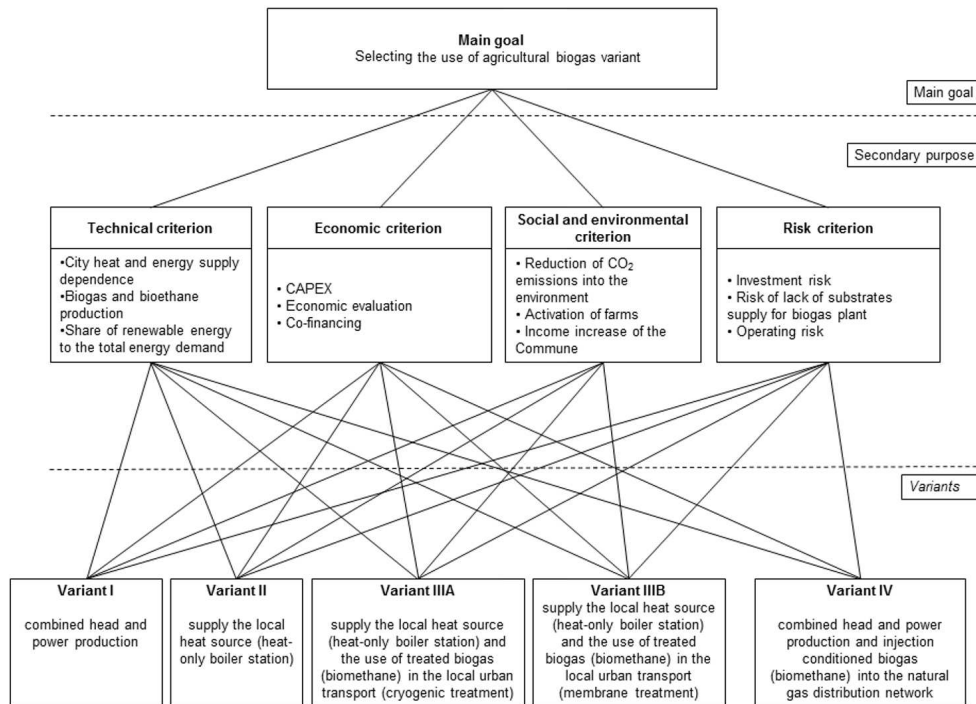 Main goal
Selecting the use of agricultural biogas variant
Main goal
Secondary purpose
Technical criterion
•City heat and energy supply
dependence
•Biogas and bioethane
production
•Share of renewable energy
to the total energy demand
Economic criterion
• CAPEX
• Economic evaluation
• Co-financing
Social and environmental
criterion
• Reduction of CO₂
emissions into the
environment
• Activation of farms
• Income increase of the
Commune
Risk criterion
• Investment risk
• Risk of lack of substrates
supply for biogas plant
• Operating risk
Variants
Variant I
combined head and
power production
Variant II
supply the local
heat source (heat-
only boiler station)
Variant IIIA
supply the local heat source
(heat-only boiler station) and
the use of treated biogas
(biomethane) in the local urban
transport (cryogenic treatment)
Variant IIIB
supply the local heat source
(heat-only boiler station)
and the use of treated
biogas (biomethane) in the
local urban transport
(membrane treatment)
Variant IV
combined head and power
production and injection
conditioned biogas
(biomethane) into the natural
gas distribution network